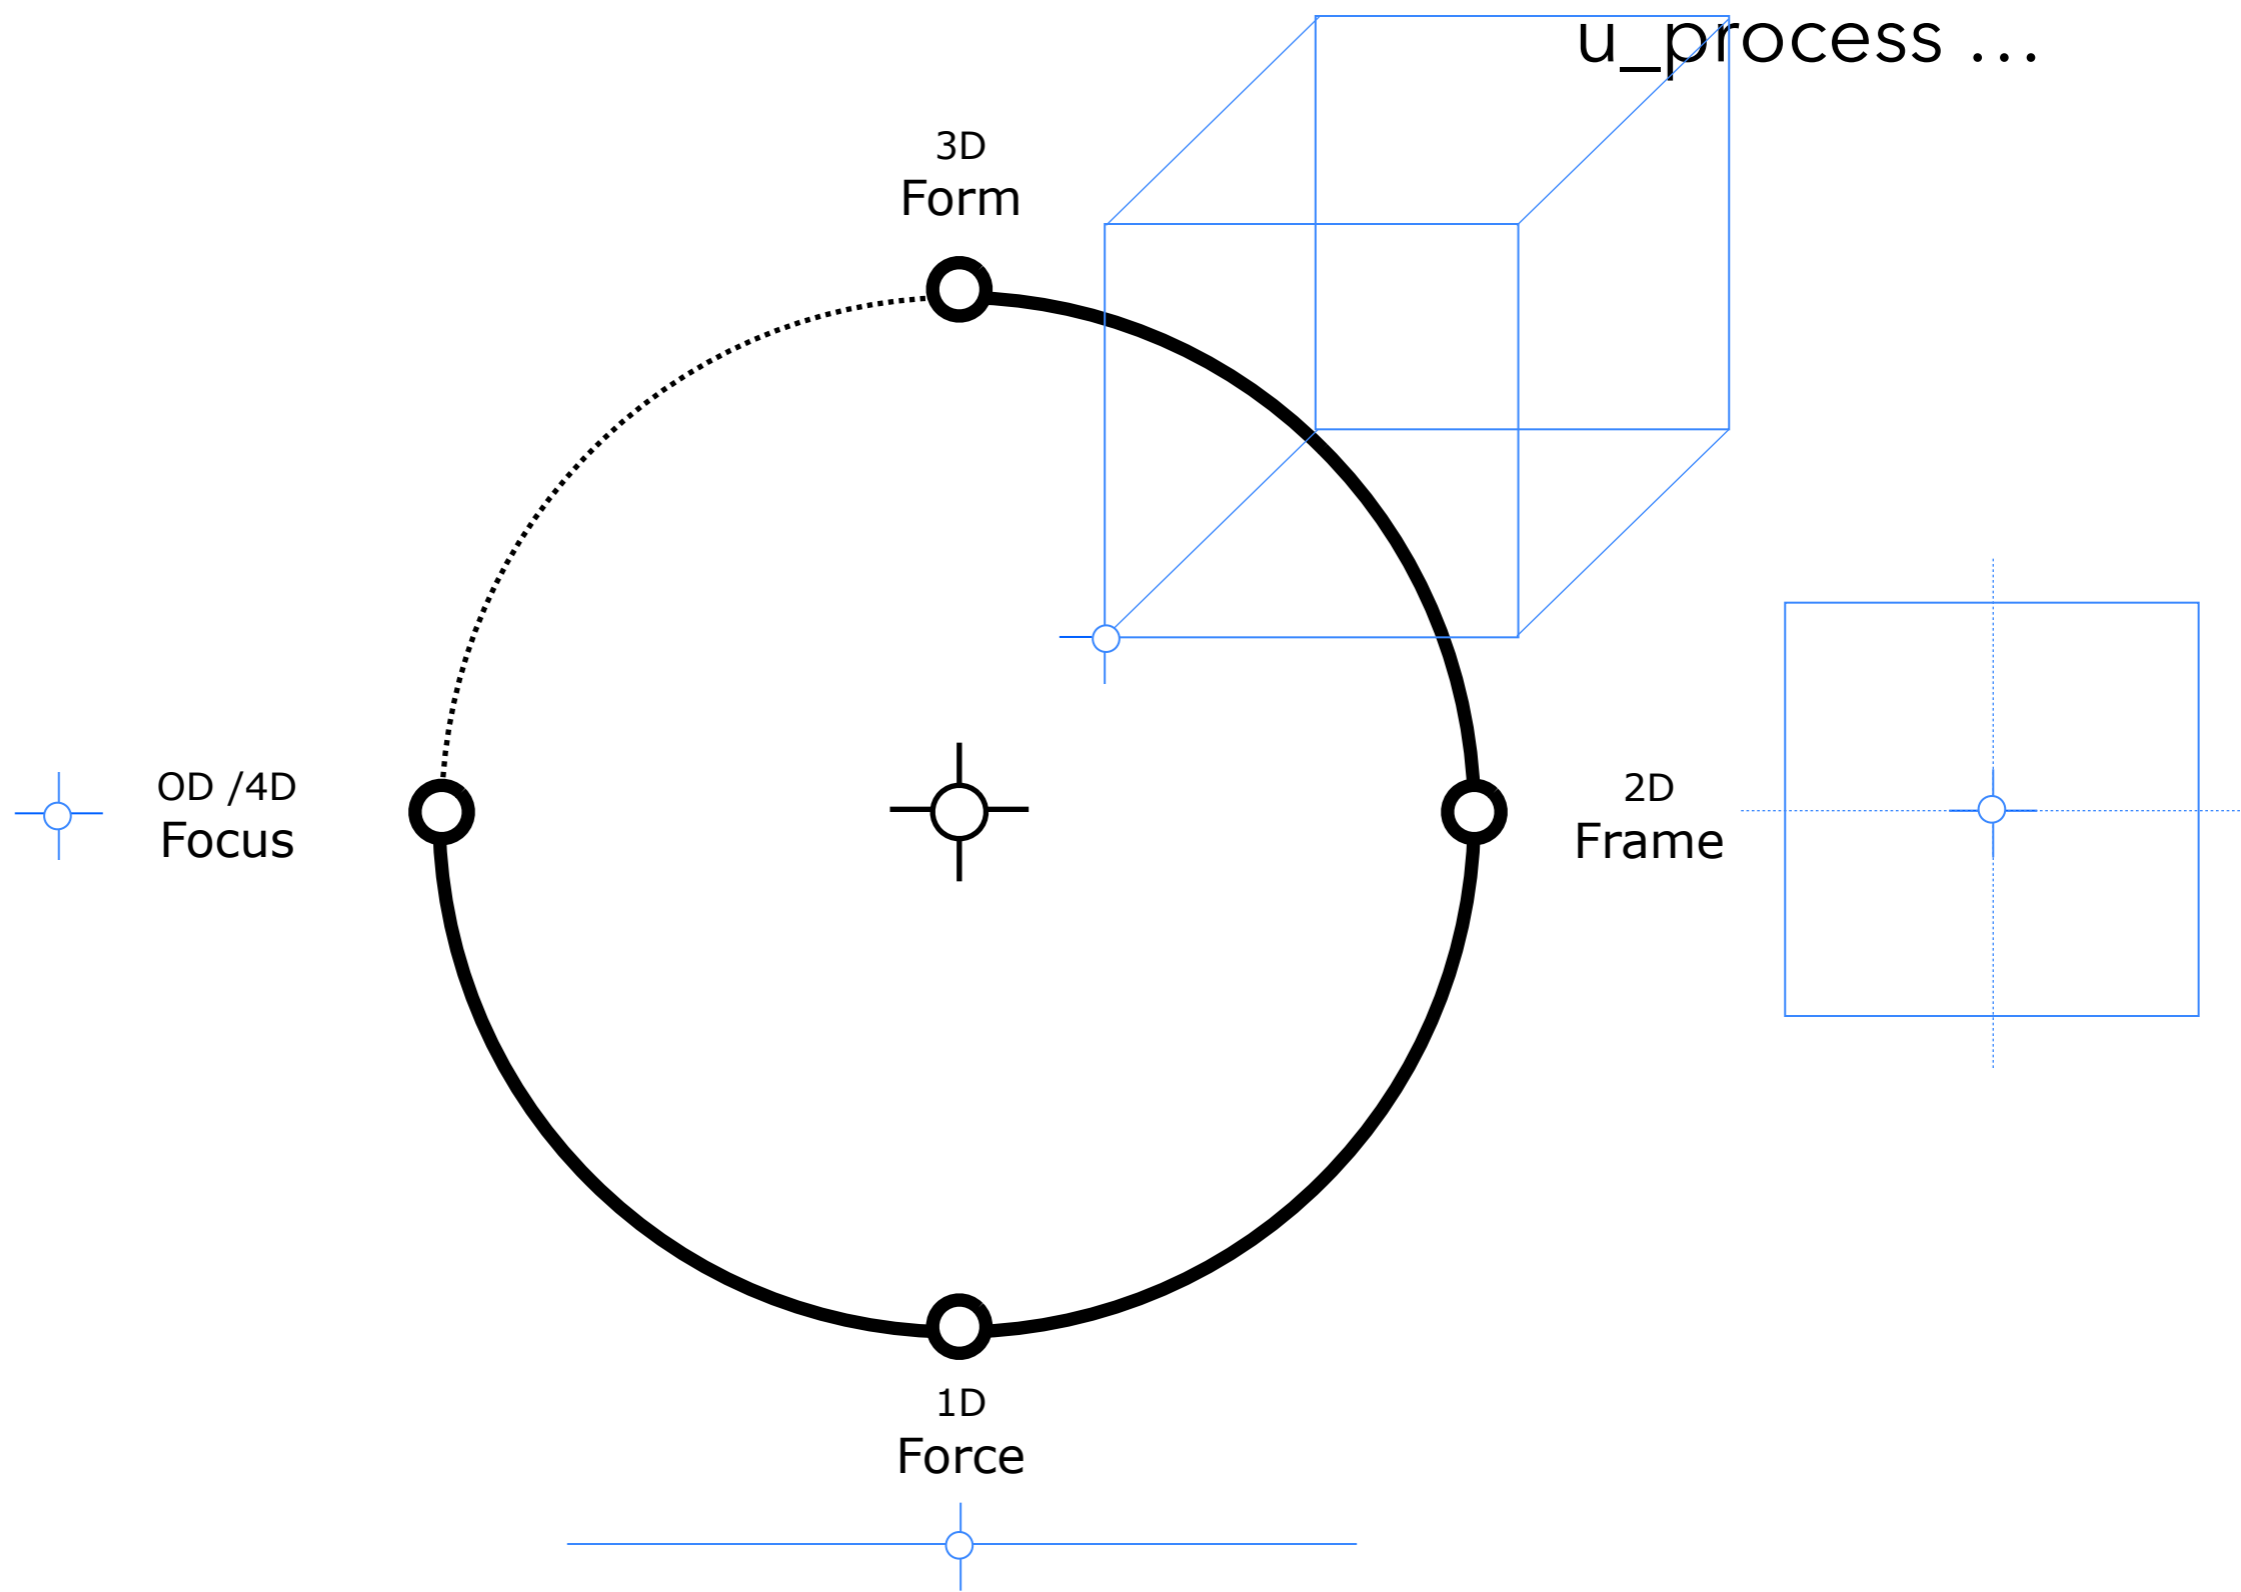 u_process ...
3D
Form
OD /4D
Focus
2D
Frame
1D
Force